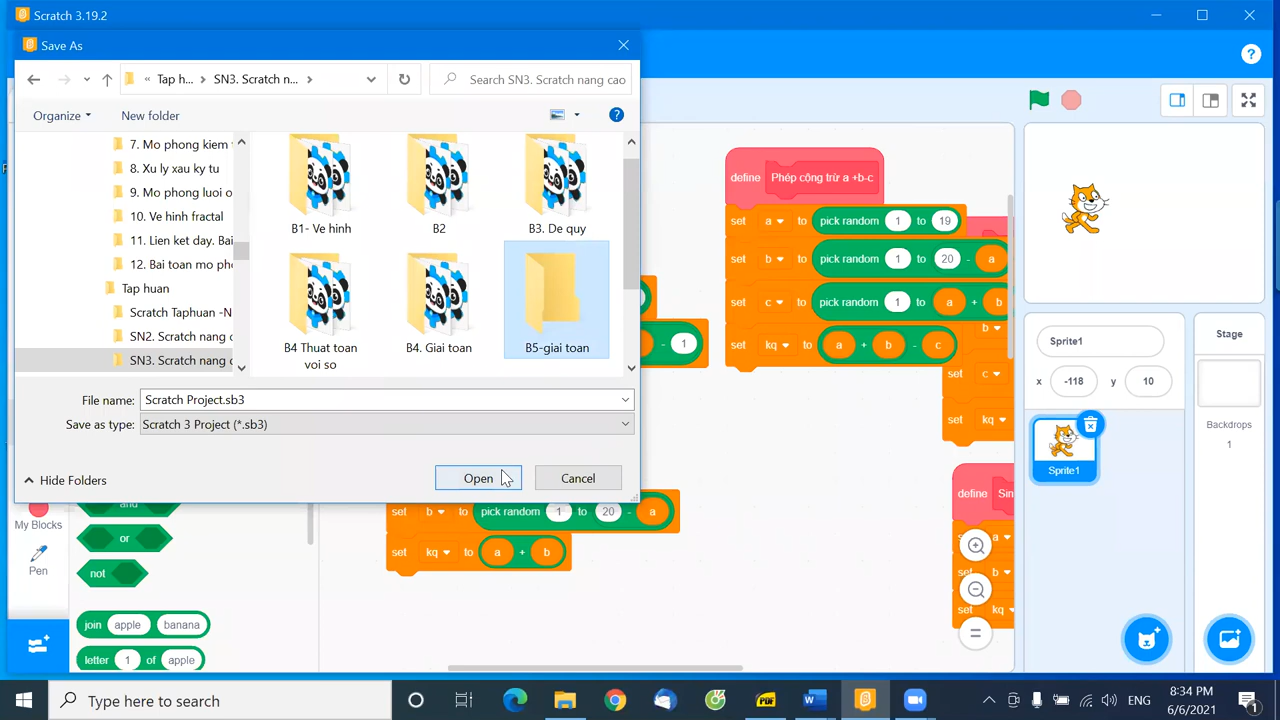 Scratch 3.19.2
Save As
« Tap h... > SN3. Scratch n... >
Search SN3. Scratch nang cao
Organize
New folder
7. Mo phong kiem
8. Xu ly xau ky tu
9. Mo phong luoi o
10. Ve hinh fractal
11. Lien ket day. Bai
12. Bai toan mo ph
Tap huan
Scratch Taphuan -N
SN2. Scratch nang c
SN3. Scratch nang c
B1- Ve hinh
B2
B3. De quy
B4 Thuat toan
voi so
B4. Giai toan
B5-giai toan
File name: Scratch Project.sb3
Save as type: Scratch 3 Project (*.sb3)
Hide Folders
Open
Cancel
define Phép cộng trừ a +b-c
set a to pick random 1 to 19
set b to pick random 1 to 20 - a
set c to pick random 1 to a + b
set kq to a + b - c
- 1
b
set c
set kq
define Sin
a
set b
set kq
set b to pick random 1 to 20 - a
set kq to a + b
My Blocks
Pen
and
or
not
join apple banana
letter 1 of apple
Sprite1
x -118 y 10
Sprite1
Stage
Backdrops
1
Type here to search
W
PDF
ENG
8:34 PM
6/6/2021
1